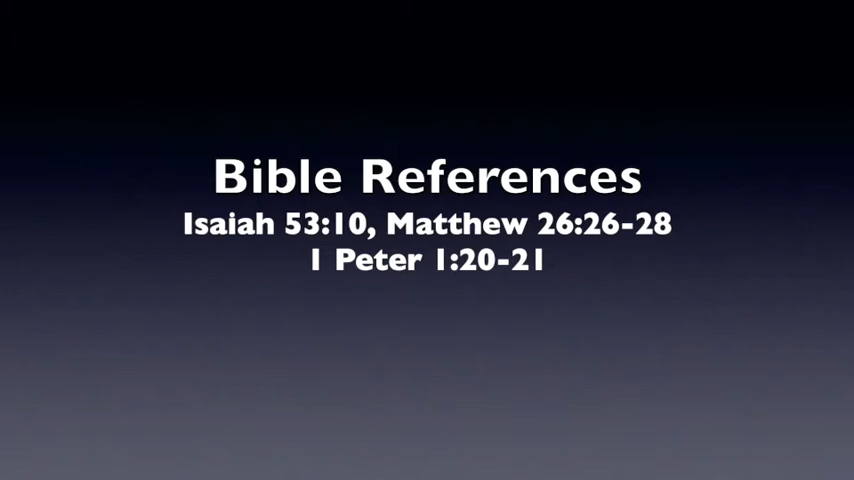 Bible References
Isaiah 53:10, Matthew 26:26-28
1 Peter 1:20-21